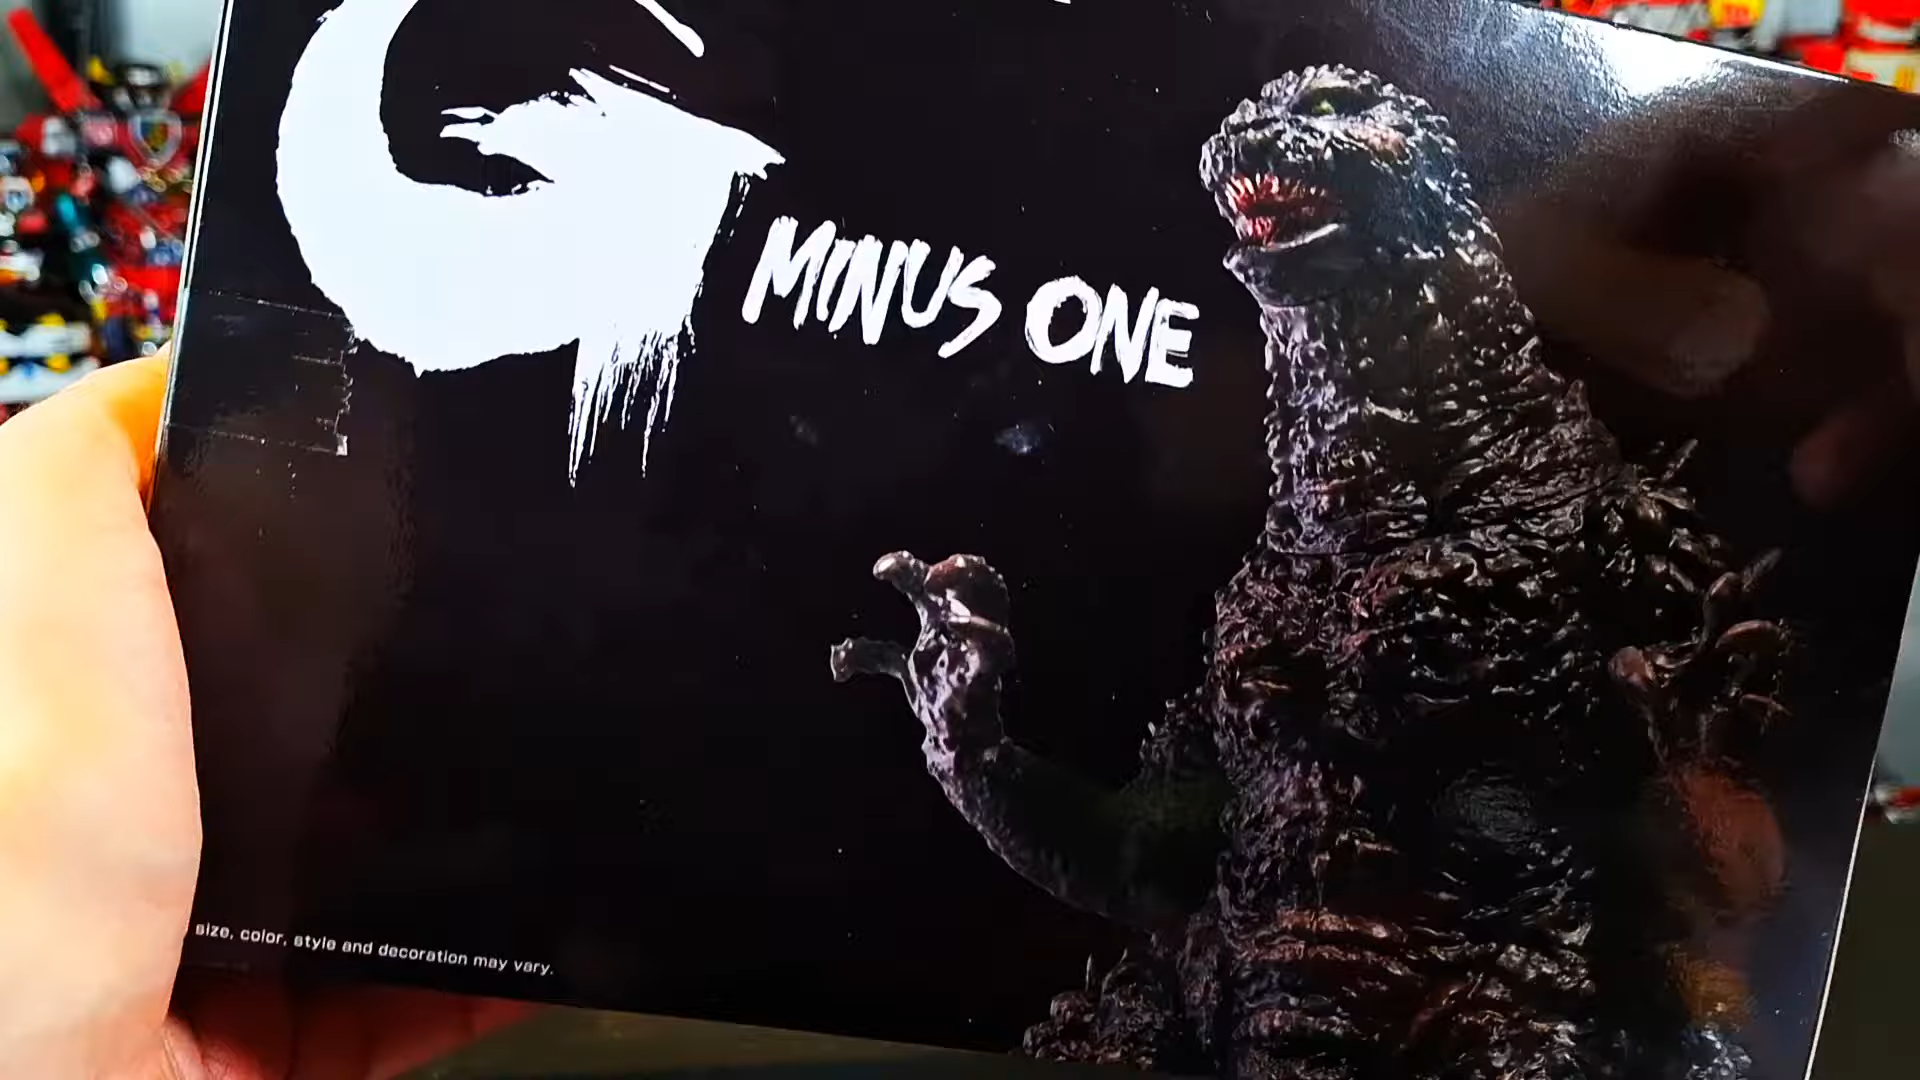 G
MINUS ONE
size, color, style and decoration may vary.